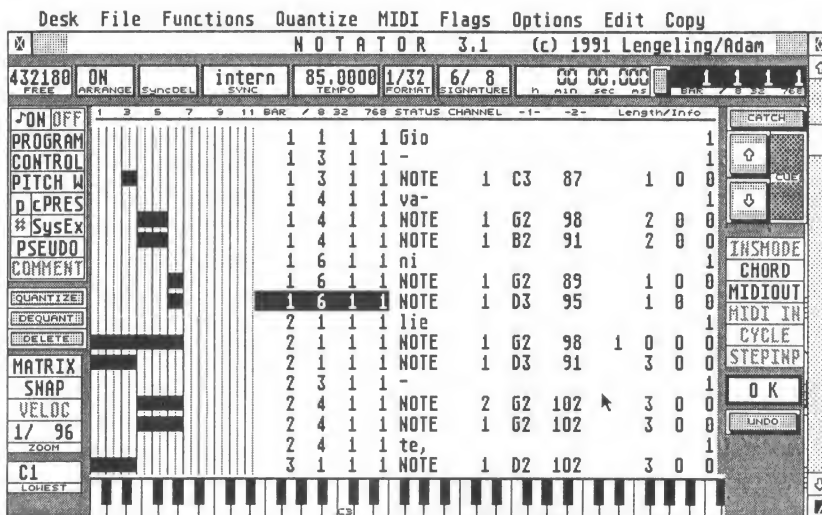 Desk File Functions Quantize MIDI Flags Options Edit Copy
NOTATOR 3.1 (c) 1991 Lengeling/Adam
432180 ON intern 85.0000 1/32 6/ 8 00 00.000 1 1 1 1
FREE ARRANGE SyncDEL SYNC TEMPO FORMAT SIGNATURE h min sec ms BAR / 8 32 768
♪ON OFF 1 3 5 7 9 11 BAR / 8 32 768 STATUS CHANNEL -1- -2- Length/Info CATCH
PROGRAM
CONTROL
PITCH W
p cPRES
# SysEx
PSEUDO
COMMENT
QUANTIZE
DEQUANT
DELETE
MATRIX
SNAP
VELOC
1/ 96
ZOOM
C1
LOWEST
1 1 1 1 Gio 1
1 3 1 1 - 1
1 3 1 1 NOTE 1 C3 87 1 0 0
1 4 1 1 va- 1
1 4 1 1 NOTE 1 G2 98 2 0 0
1 4 1 1 NOTE 1 B2 91 2 0 0
1 6 1 1 ni 1
1 6 1 1 NOTE 1 G2 89 1 0 0
1 6 1 1 NOTE 1 D3 95 1 0 0
2 1 1 1 lie 1
2 1 1 1 NOTE 1 G2 98 1 0 0 0
2 1 1 1 NOTE 1 D3 91 3 0 0
2 3 1 1 - 1
2 4 1 1 NOTE 2 G2 102 3 0 0
2 4 1 1 NOTE 1 G2 102 3 0 0
2 4 1 1 te, 1
3 1 1 1 NOTE 1 D2 102 3 0 0
C3
CUE
INSMODE
CHORD
MIDIOUT
MIDI IN
CYCLE
STEPINP
OK
UNDO